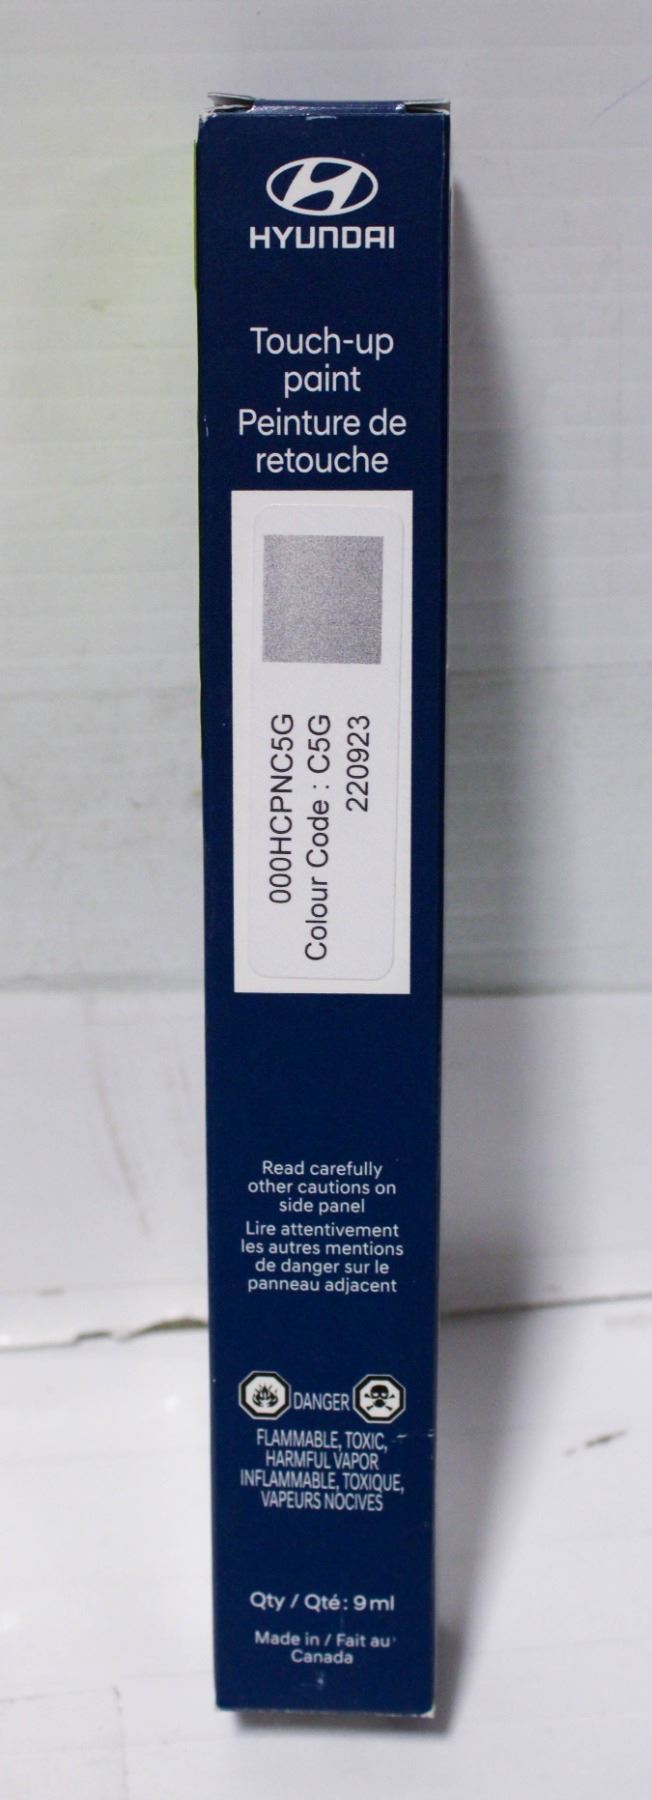 HYUNDAI
Touch-up
paint
Peinture de
retouche
000HCPNC5G
Colour Code : C5G
220923
Read carefully
other cautions on
side panel
Lire attentivement
les autres mentions
de danger sur le
panneau adjacent
DANGER
FLAMMABLE, TOXIC,
HARMFUL VAPOR
INFLAMMABLE, TOXIQUE,
VAPEURS NOCIVES
Qty / Qté: 9 ml
Made in / Fait au
Canada